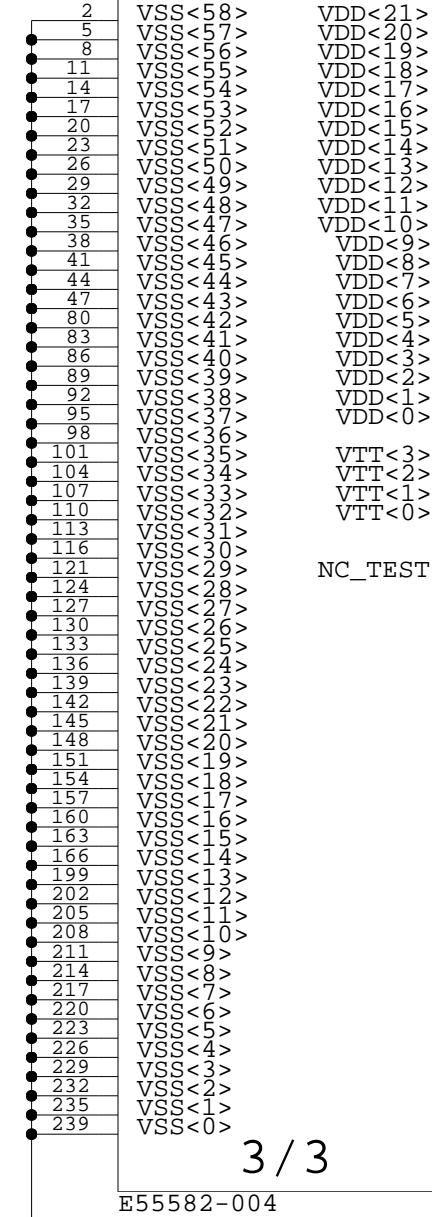 2 VSS<58> VDD<21>
5 VSS<57> VDD<20>
8 VSS<56> VDD<19>
11 VSS<55> VDD<18>
14 VSS<54> VDD<17>
17 VSS<53> VDD<16>
20 VSS<52> VDD<15>
23 VSS<51> VDD<14>
26 VSS<50> VDD<13>
29 VSS<49> VDD<12>
32 VSS<48> VDD<11>
35 VSS<47> VDD<10>
38 VSS<46> VDD<9>
41 VSS<45> VDD<8>
44 VSS<44> VDD<7>
47 VSS<43> VDD<6>
80 VSS<42> VDD<5>
83 VSS<41> VDD<4>
86 VSS<40> VDD<3>
89 VSS<39> VDD<2>
92 VSS<38> VDD<1>
95 VSS<37> VDD<0>
98 VSS<36>
101 VSS<35> VTT<3>
104 VSS<34> VTT<2>
107 VSS<33> VTT<1>
110 VSS<32> VTT<0>
113 VSS<31>
116 VSS<30>
121 VSS<29> NC_TEST
124 VSS<28>
127 VSS<27>
130 VSS<26>
133 VSS<25>
136 VSS<24>
139 VSS<23>
142 VSS<22>
145 VSS<21>
148 VSS<20>
151 VSS<19>
154 VSS<18>
157 VSS<17>
160 VSS<16>
163 VSS<15>
166 VSS<14>
199 VSS<13>
202 VSS<12>
205 VSS<11>
208 VSS<10>
211 VSS<9>
214 VSS<8>
217 VSS<7>
220 VSS<6>
223 VSS<5>
226 VSS<4>
229 VSS<3>
232 VSS<2>
235 VSS<1>
239 VSS<0>
3/3
E55582-004